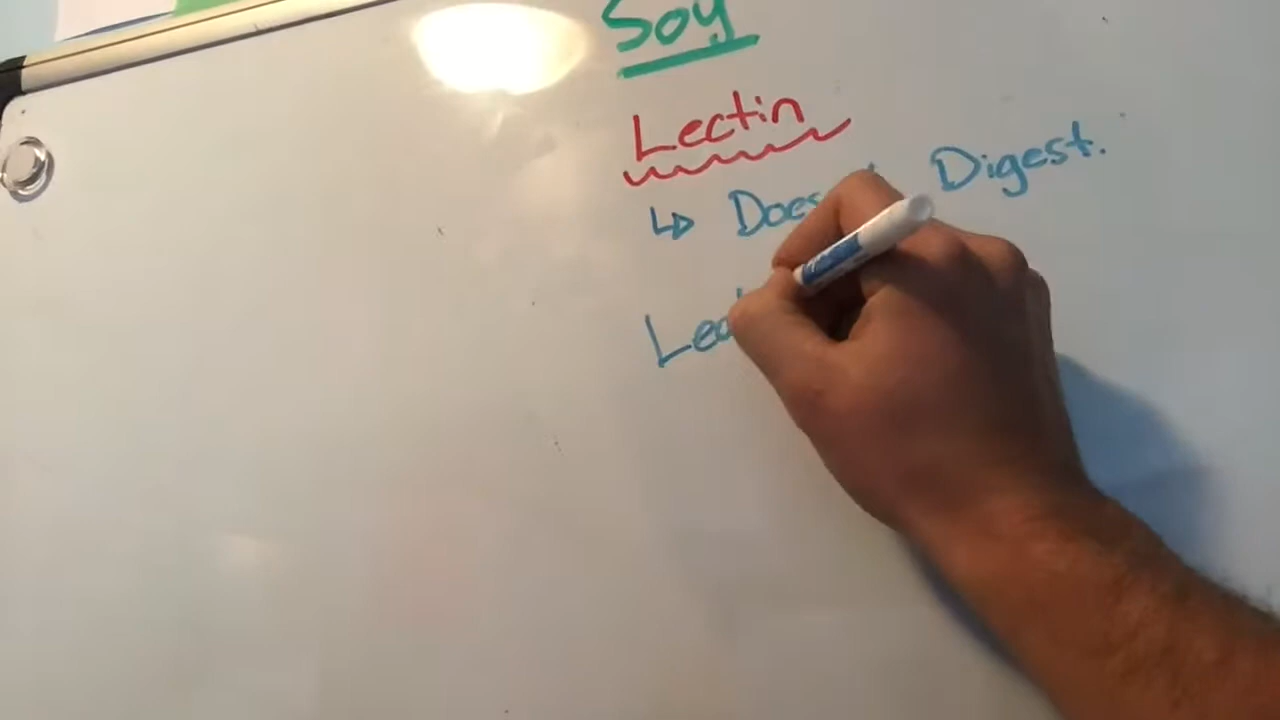 Soy
Lectin
↳ Does Digest.